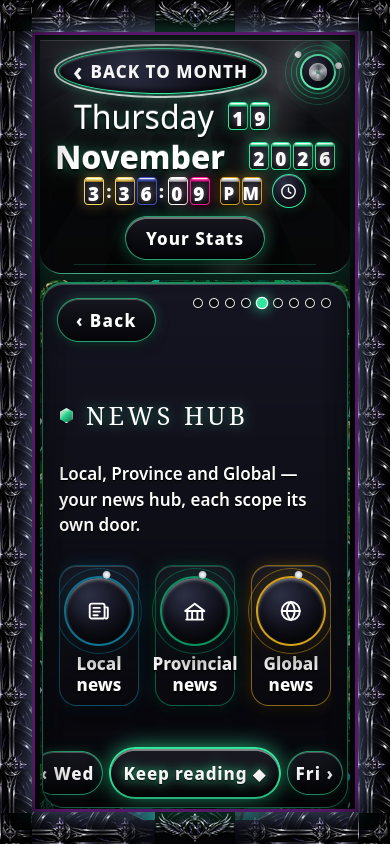 ‹ BACK TO MONTH
Thursday 19
November 2026
3:36:09 PM
Your Stats
‹ Back
NEWS HUB
Local, Province and Global —
your news hub, each scope its
own door.
Local news
Provincial news
Global news
‹ Wed
Keep reading ◆
Fri ›